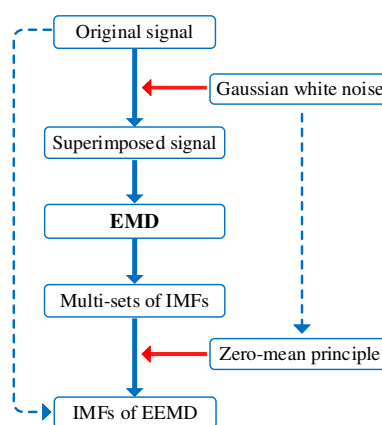 Original signal
Gaussian white noise
Superimposed signal
EMD
Multi-sets of IMFs
Zero-mean principle
IMFs of EEMD